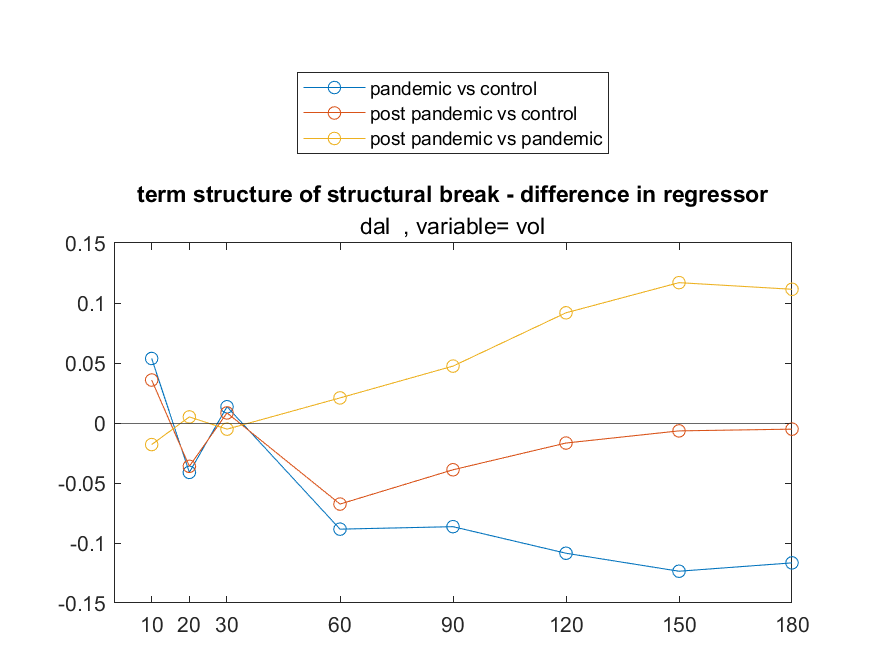 pandemic vs control
post pandemic vs control
post pandemic vs pandemic
term structure of structural break - difference in regressor
dal , variable= vol
0.15
0.1
0.05
0
-0.05
-0.1
-0.15
10 20 30 60 90 120 150 180